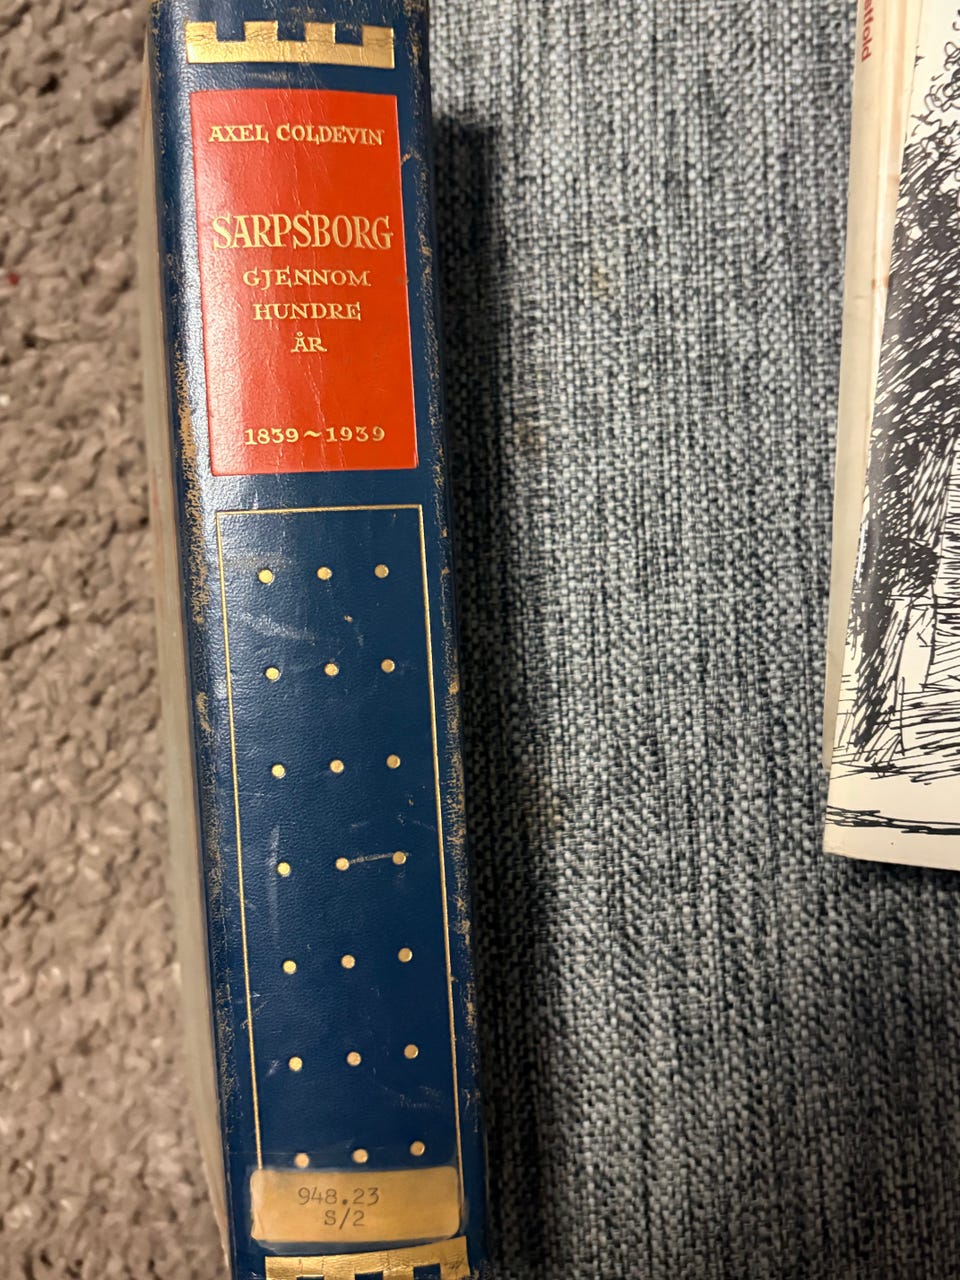 AXEL COLDEVIN
SARPSBORG
GJENNOM
HUNDRE
ÅR
1839~1939
948.23
S/2